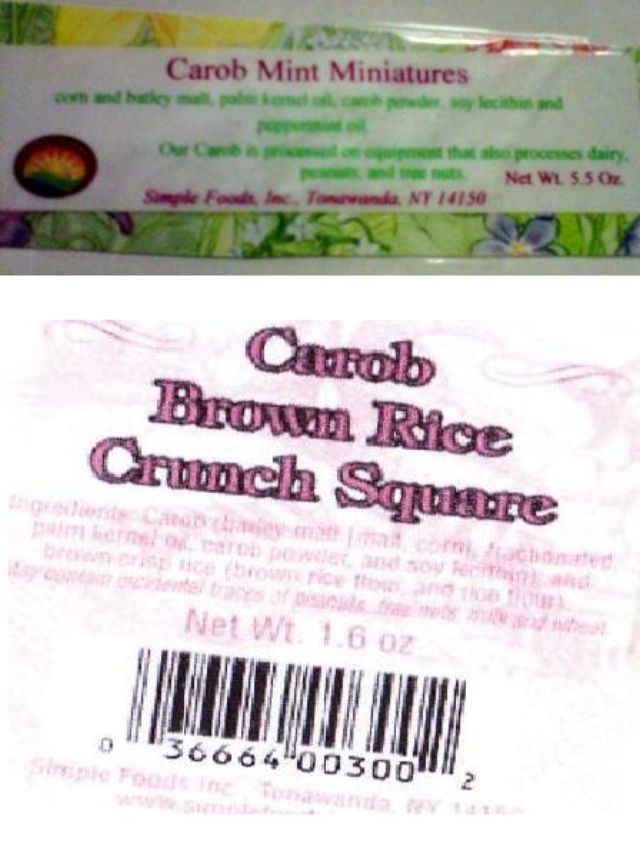 Carob Mint Miniatures
corn and barley malt, palm kernel oil, carob powder, soy lecithin and
peppermint oil
Our Carob is processed on equipment that also processes dairy,
peanuts, and tree nuts.
Net Wt. 5.5 Oz.
Simple Foods, Inc., Tonawanda, NY 14150
Carob
Brown Rice
Crunch Square
Ingredients: Carob (barley malt [malt, corn], fractionated
palm kernel oil, carob powder, and soy lecithin), and
brown crisp rice (brown rice flour, and rice flour).
May contain incidental traces of peanuts, tree nuts, milk and wheat.
Net Wt. 1.6 oz
0 36664 00300 2
Simple Foods Inc. Tonawanda, NY